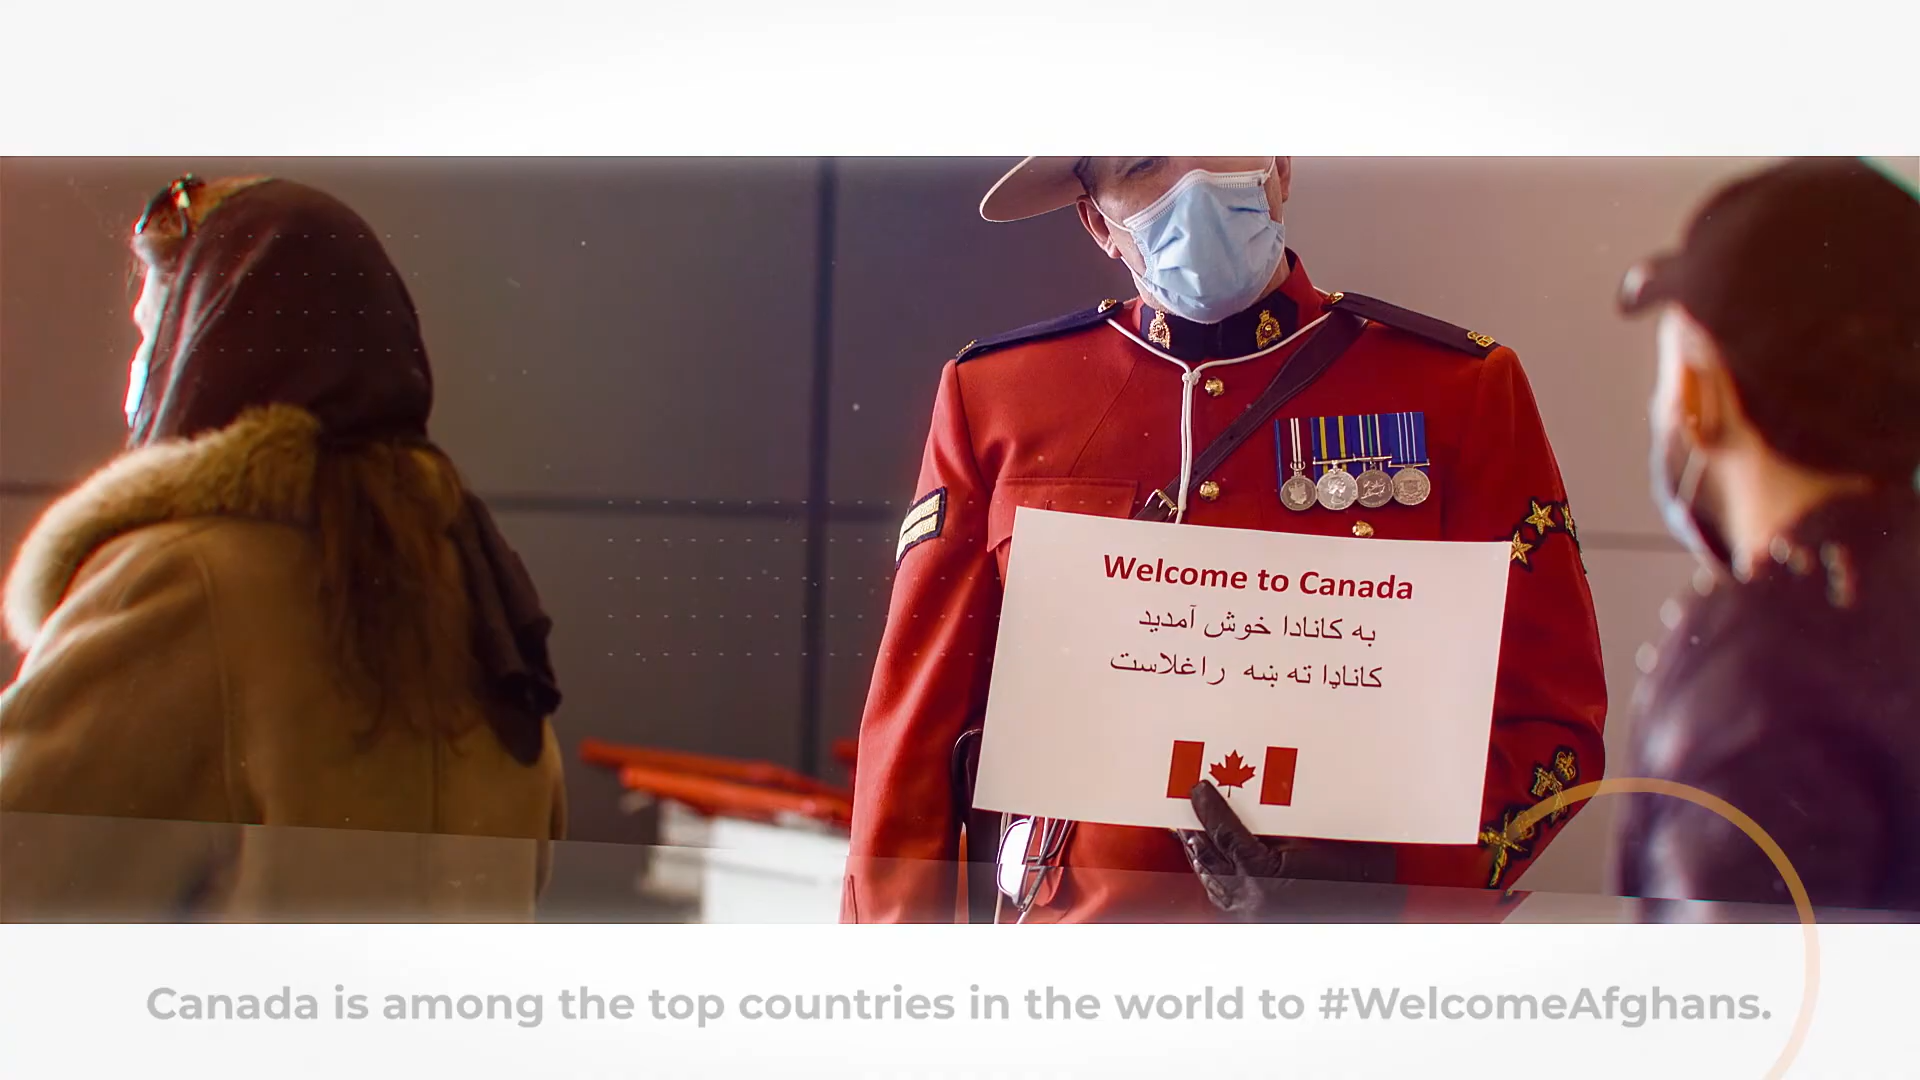 Welcome to Canada
به کانادا خوش آمدید
کاناډا ته ښه راغلاست
Canada is among the top countries in the world to #WelcomeAfghans.